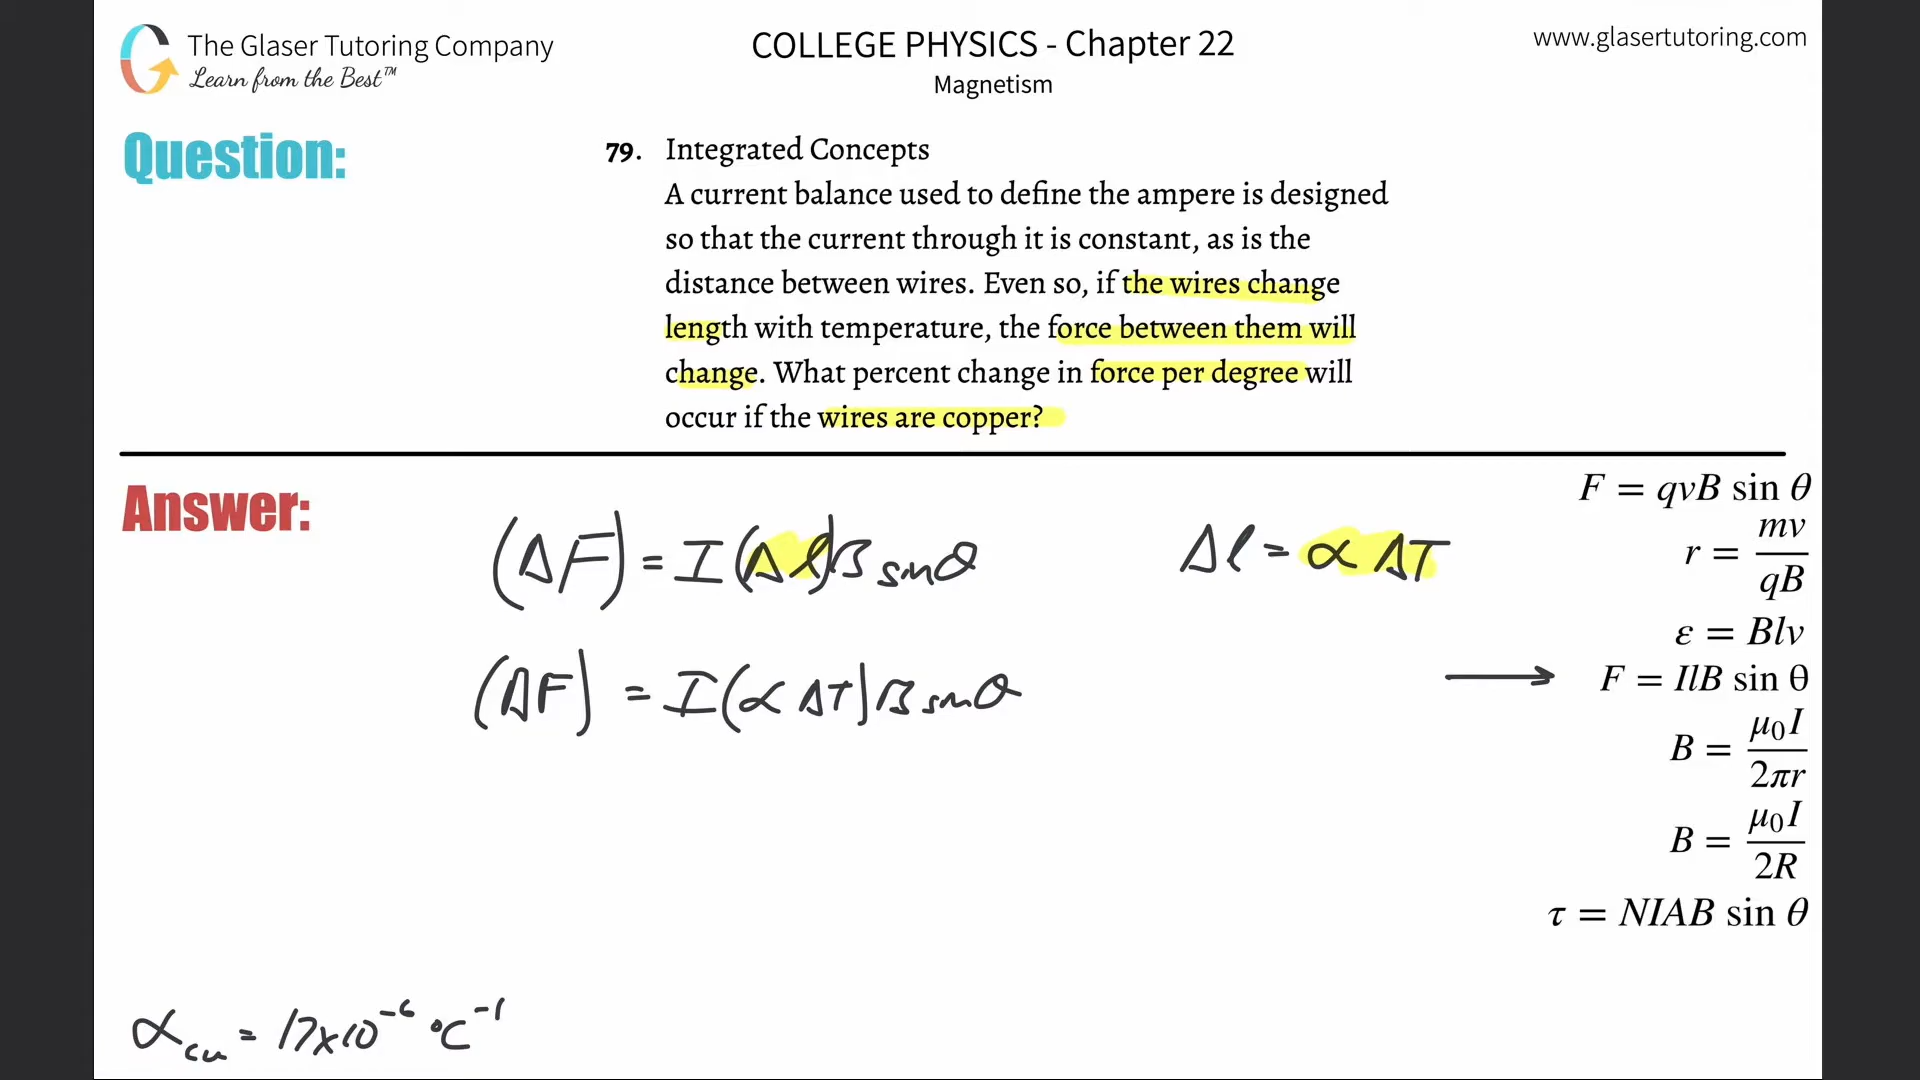 The Glaser Tutoring Company
Learn from the Best™
COLLEGE PHYSICS - Chapter 22
Magnetism
www.glasertutoring.com
Question:
79. Integrated Concepts
A current balance used to define the ampere is designed
so that the current through it is constant, as is the
distance between wires. Even so, if the wires change
length with temperature, the force between them will
change. What percent change in force per degree will
occur if the wires are copper?
Answer:
(ΔF) = I(Δl)B sinθ
Δl = α ΔT
(ΔF) = I(α ΔT)B sinθ
F = qvB sin θ
r = mv/qB
ε = Blv
→ F = IlB sin θ
B = μ₀I/2πr
B = μ₀I/2R
τ = NIAB sin θ
α_cu = 17x10⁻⁶ °C⁻¹